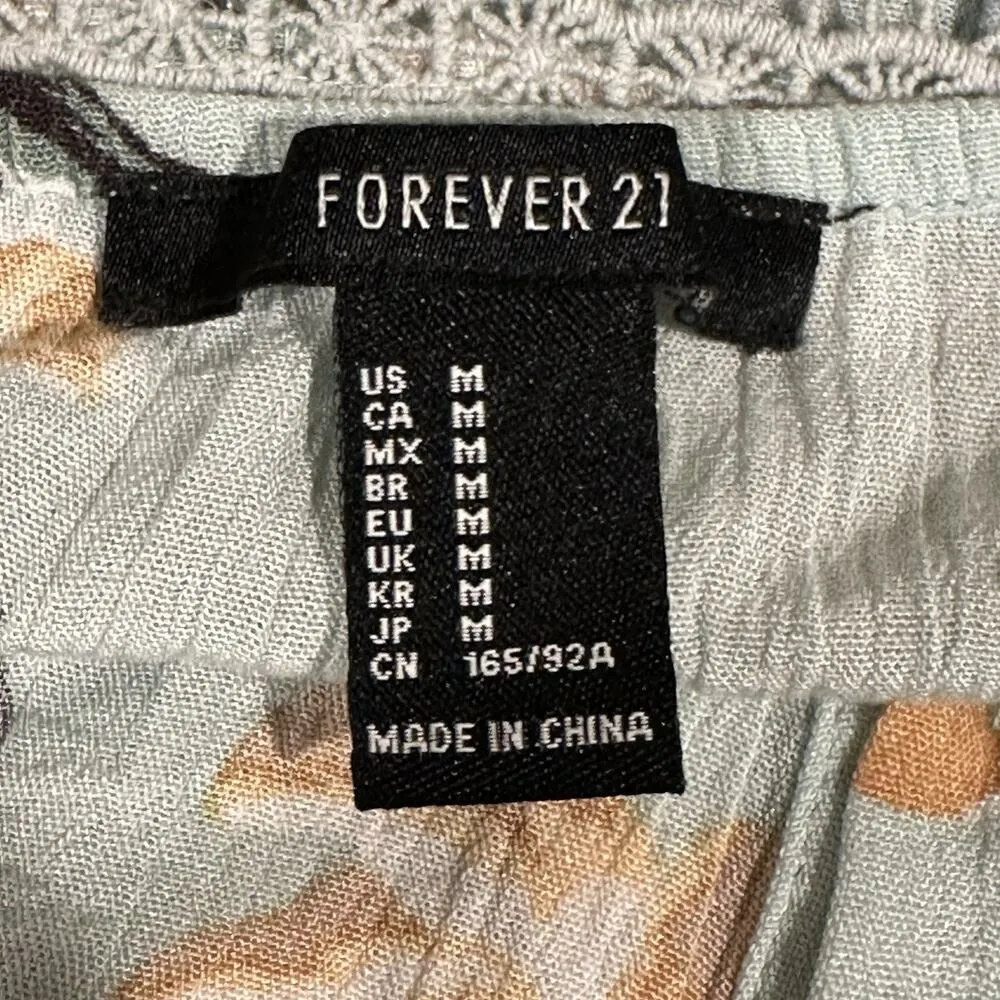 FOREVER 21
US M
CA M
MX M
BR M
EU M
UK M
KR M
JP M
CN 165/92A
MADE IN CHINA